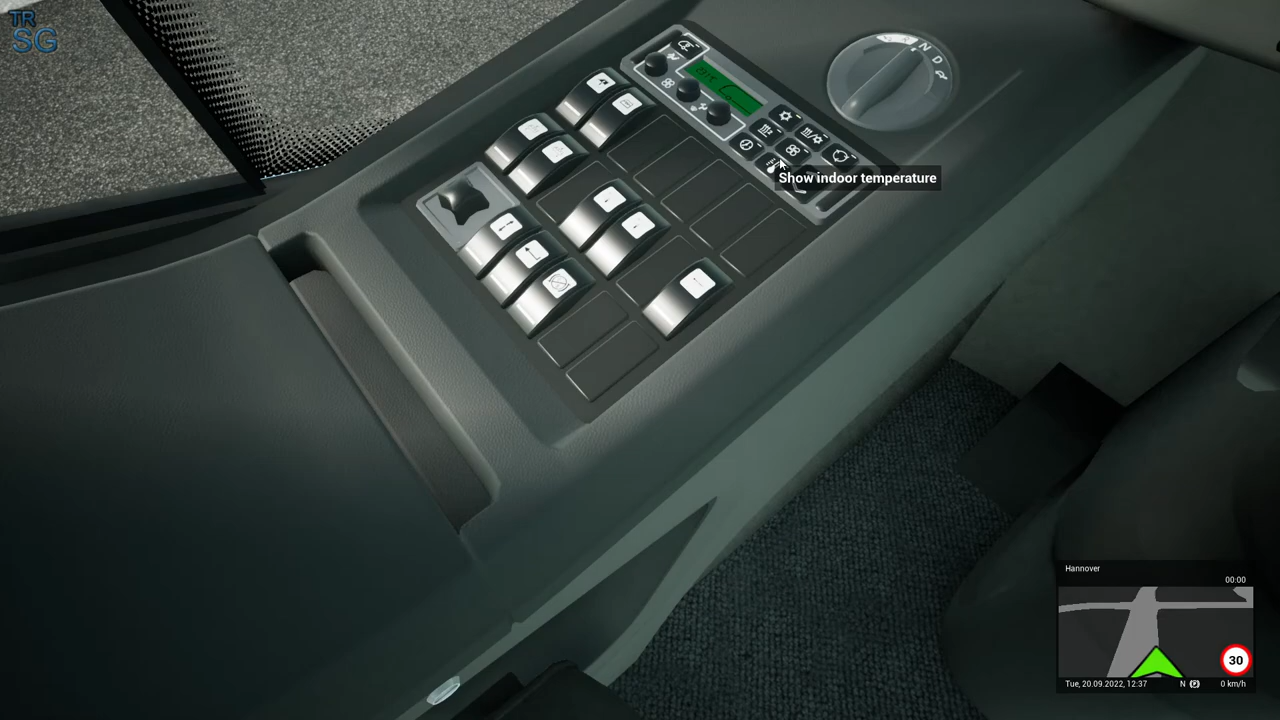 TR
SG
R N
D
Show indoor temperature
Hannover
00:00
30
Tue, 20.09.2022, 12:37 N (P) 0 km/h